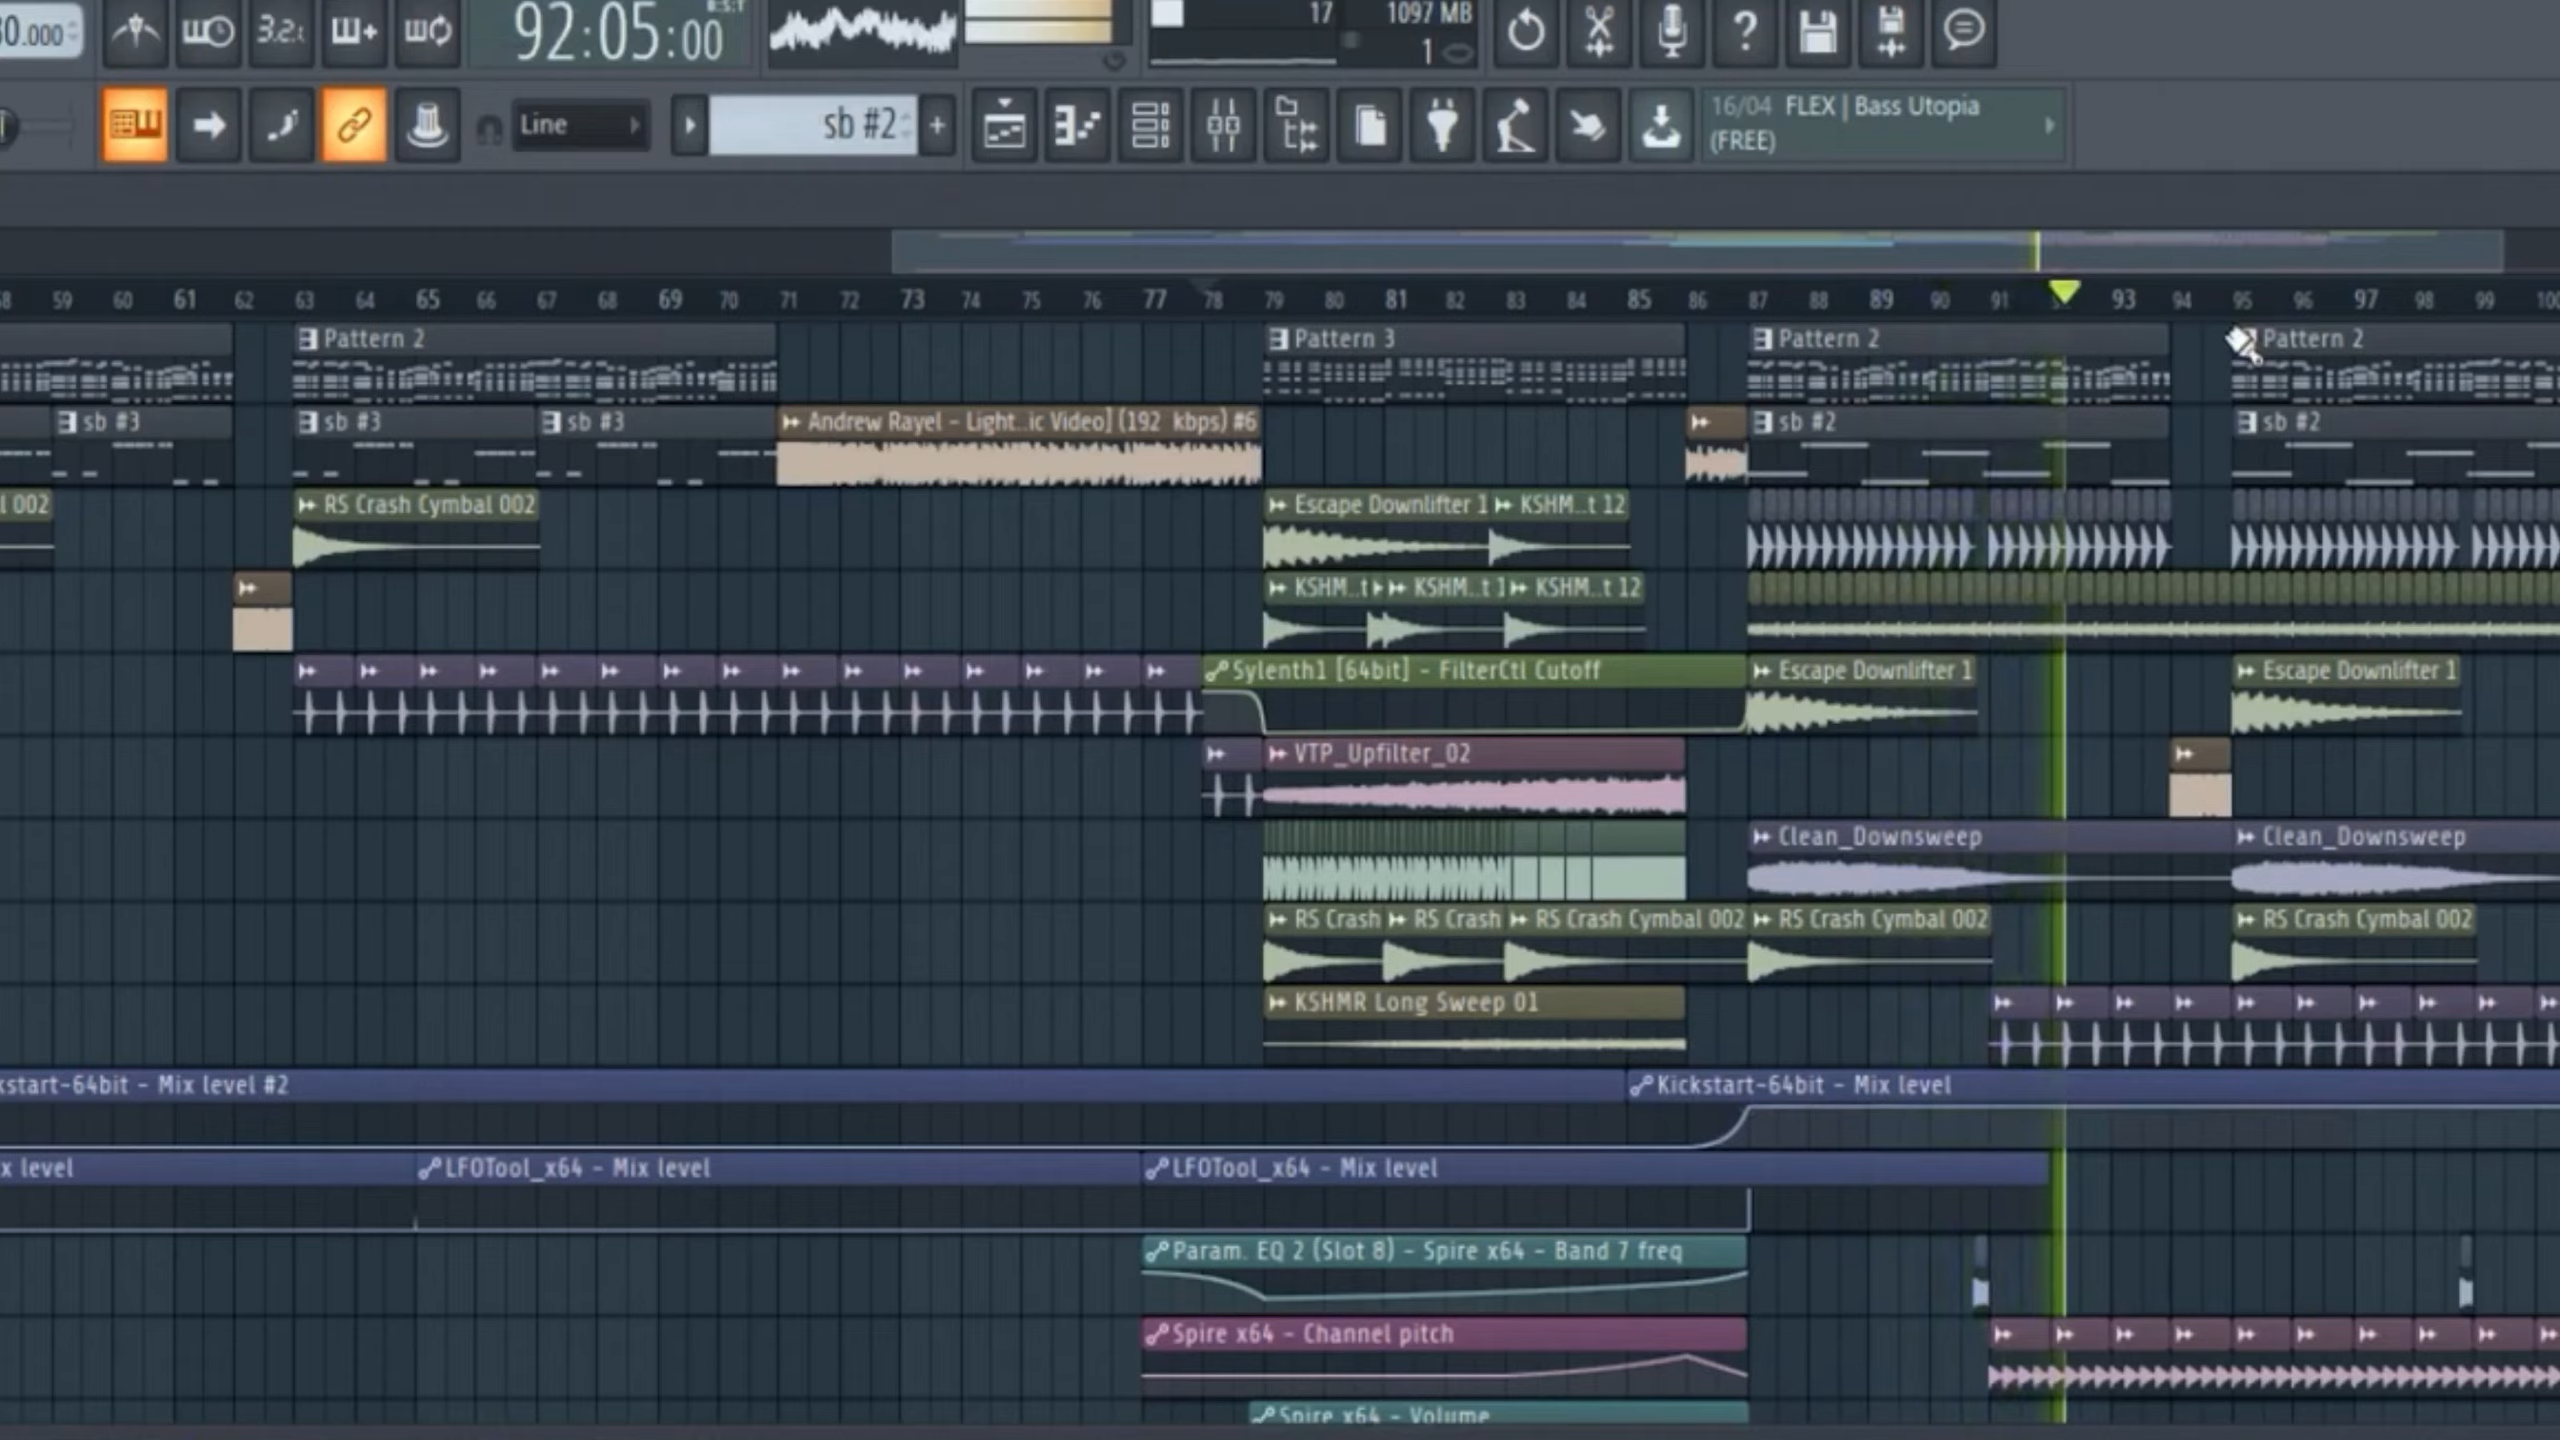 0.000
3.2.
92:05:00
B:S:T
17
1097 MB
1
Line
sb #2
16/04 FLEX | Bass Utopia
(FREE)
59 60 61 62 63 64 65 66 67 68 69 70 71 72 73 74 75 76 77 78 79 80 81 82 83 84 85 86 87 88 89 90 91 93 94 95 96 97 98 99 100
Pattern 2 Pattern 3 Pattern 2 Pattern 2
sb #3 sb #3 sb #3 Andrew Rayel - Light..ic Video] (192 kbps) #6 sb #2 sb #2
l 002 RS Crash Cymbal 002 Escape Downlifter 1 KSHM..t 12
KSHM..t KSHM..t 1 KSHM..t 12
Sylenth1 [64bit] - FilterCtl Cutoff Escape Downlifter 1 Escape Downlifter 1
VTP_Upfilter_02
Clean_Downsweep Clean_Downsweep
RS Crash RS Crash RS Crash Cymbal 002 RS Crash Cymbal 002 RS Crash Cymbal 002
KSHMR Long Sweep 01
kstart-64bit - Mix level #2 Kickstart-64bit - Mix level
x level LFOTool_x64 - Mix level LFOTool_x64 - Mix level
Param. EQ 2 (Slot 8) - Spire x64 - Band 7 freq
Spire x64 - Channel pitch
Spire x64 - Volume